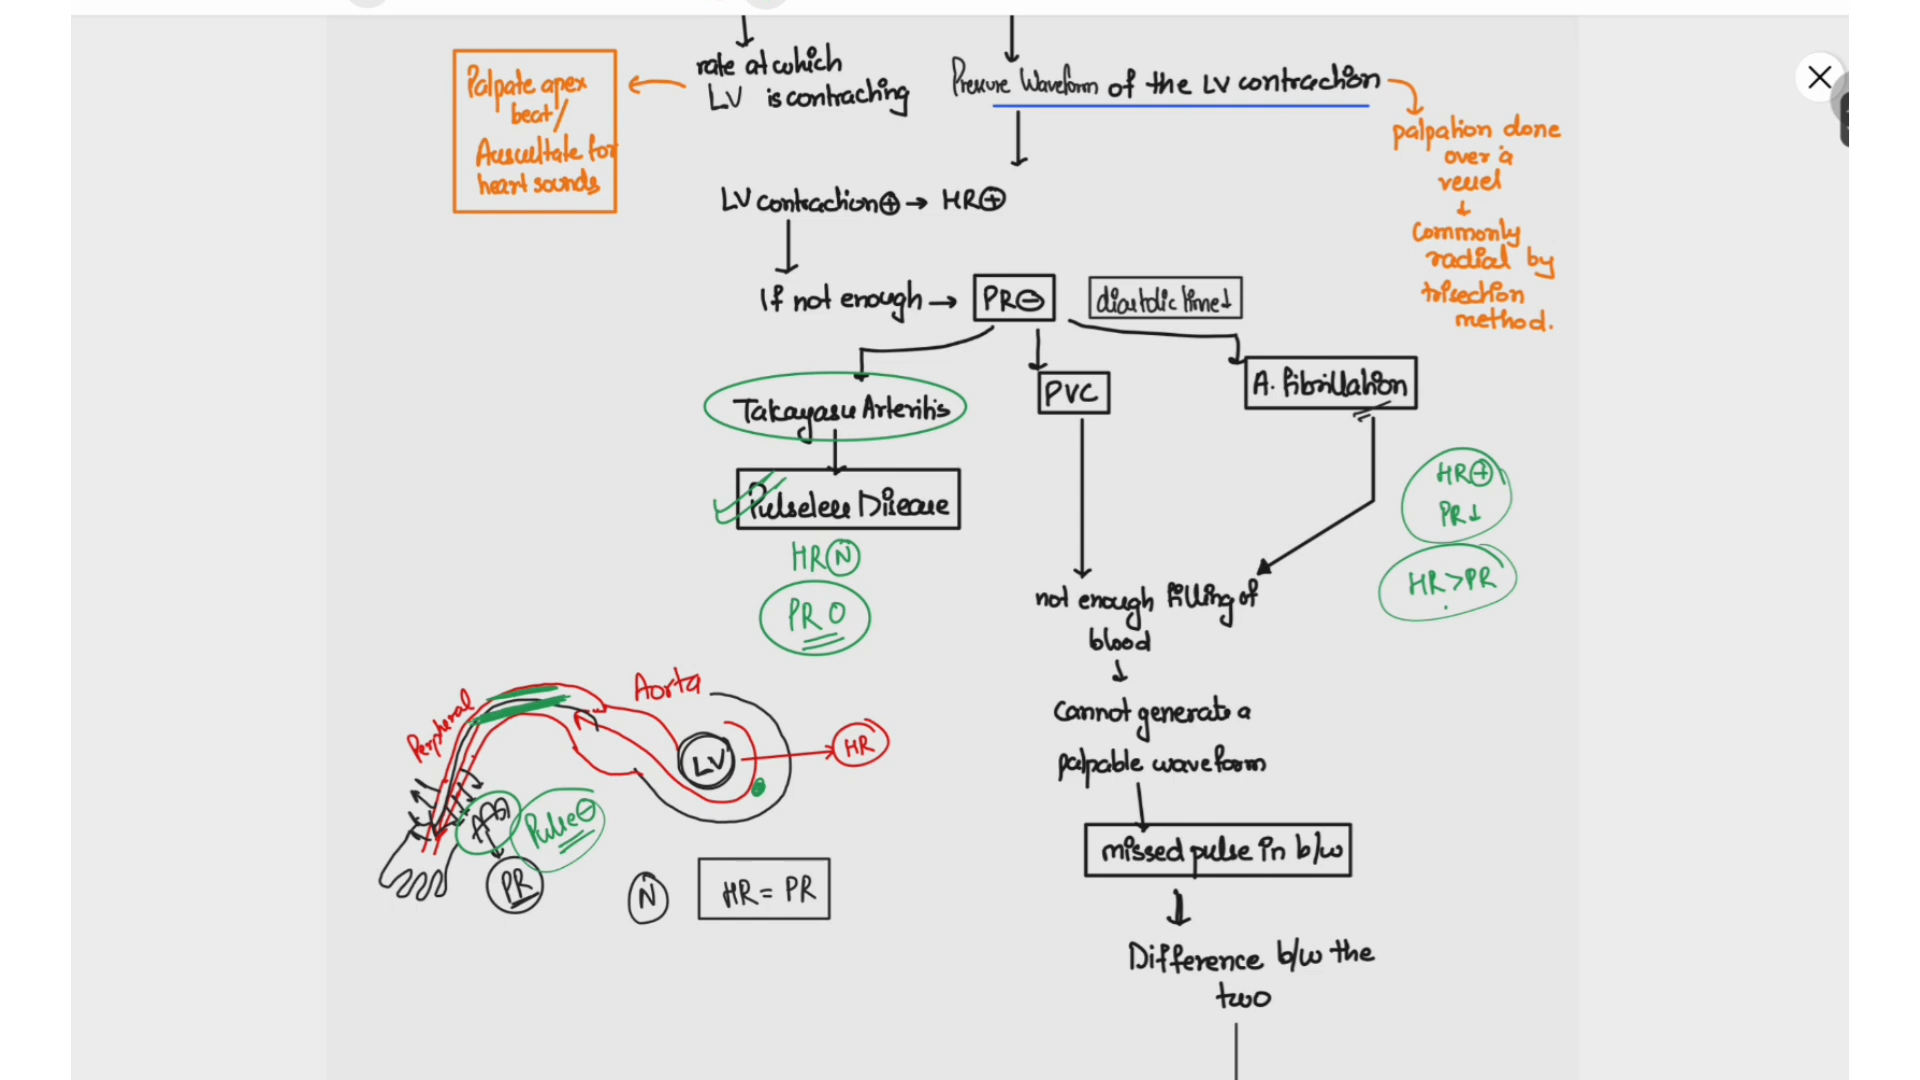 rate at which
LV is contracting
Palpate apex
beat/
Auscultate for
heart sounds
Pressure Waveform of the LV contraction
palpation done
over a
vessel
↓
commonly
radial by
trisection
method.
LV contraction⊕ → HR⊕
If not enough → PR⊖
diastolic time↓
Takayasu Arteritis
PVC
A. fibrillation
Pulseless Disease
HR Ⓝ
PR 0
HR⊕
PR↓
HR>PR
not enough filling of
blood
↓
Cannot generate a
palpable waveform
missed pulse in b/w
Difference b/w the
two
Aorta
Perpheral
LV
HR
Pulse⊖
PR
N
HR = PR